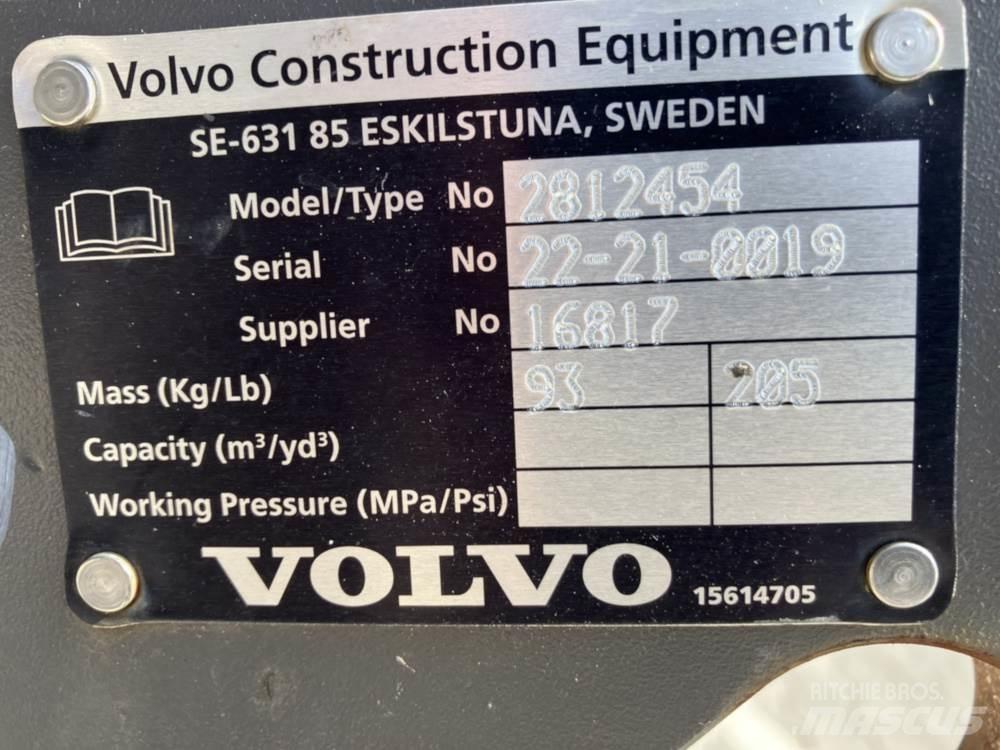 Volvo Construction Equipment
SE-631 85 ESKILSTUNA, SWEDEN
Model/Type No 2812454
Serial No 22-21-0019
Supplier No 16817
Mass (Kg/Lb) 93 205
Capacity (m³/yd³)
Working Pressure (MPa/Psi)
VOLVO 15614705
RITCHIE BROS.
MASCUS